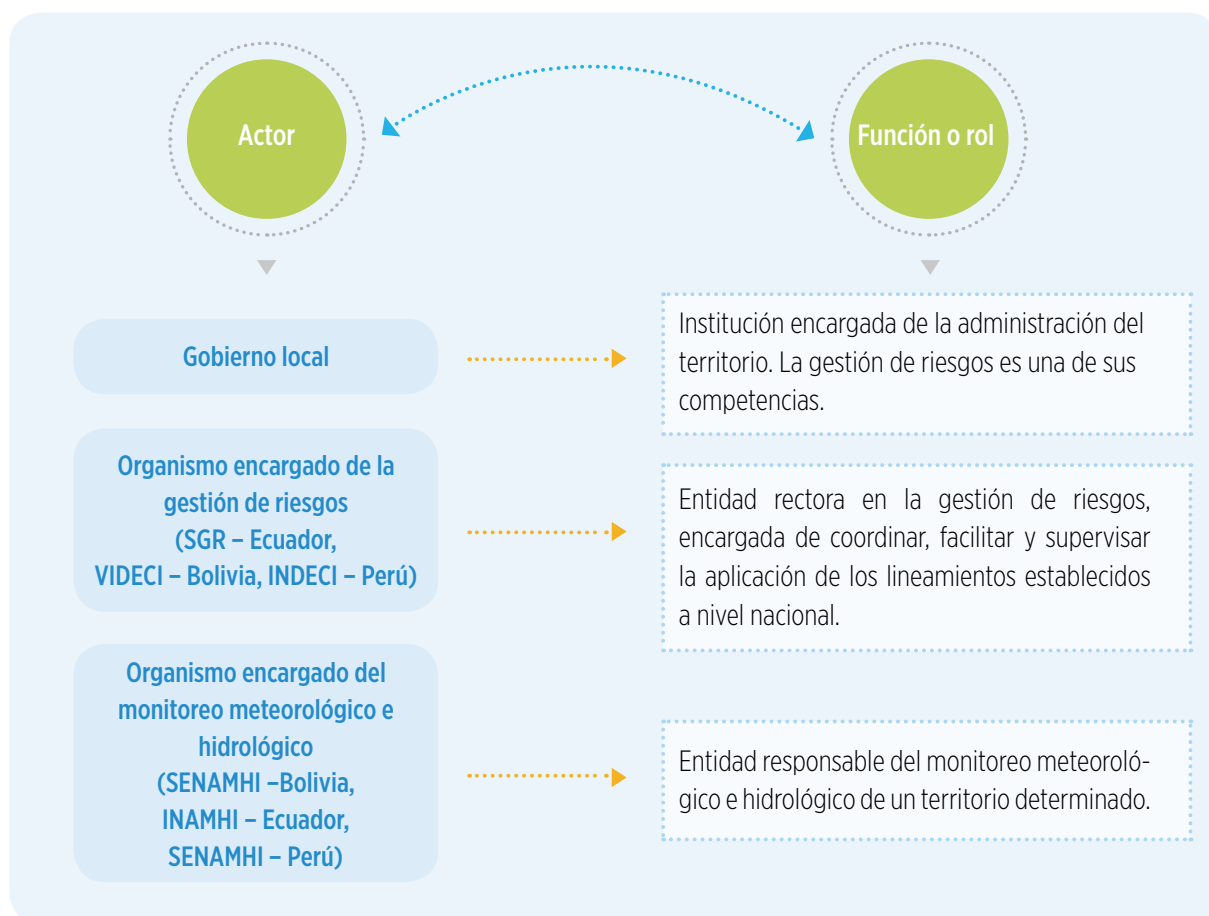 Actor
Función o rol
Gobierno local
Institución encargada de la administración del
territorio. La gestión de riesgos es una de sus
competencias.
Organismo encargado de la
gestión de riesgos
(SGR – Ecuador,
VIDECI – Bolivia, INDECI – Perú)
Entidad rectora en la gestión de riesgos,
encargada de coordinar, facilitar y supervisar
la aplicación de los lineamientos establecidos
a nivel nacional.
Organismo encargado del
monitoreo meteorológico e
hidrológico
(SENAMHI –Bolivia,
INAMHI – Ecuador,
SENAMHI – Perú)
Entidad responsable del monitoreo meteoroló-
gico e hidrológico de un territorio determinado.